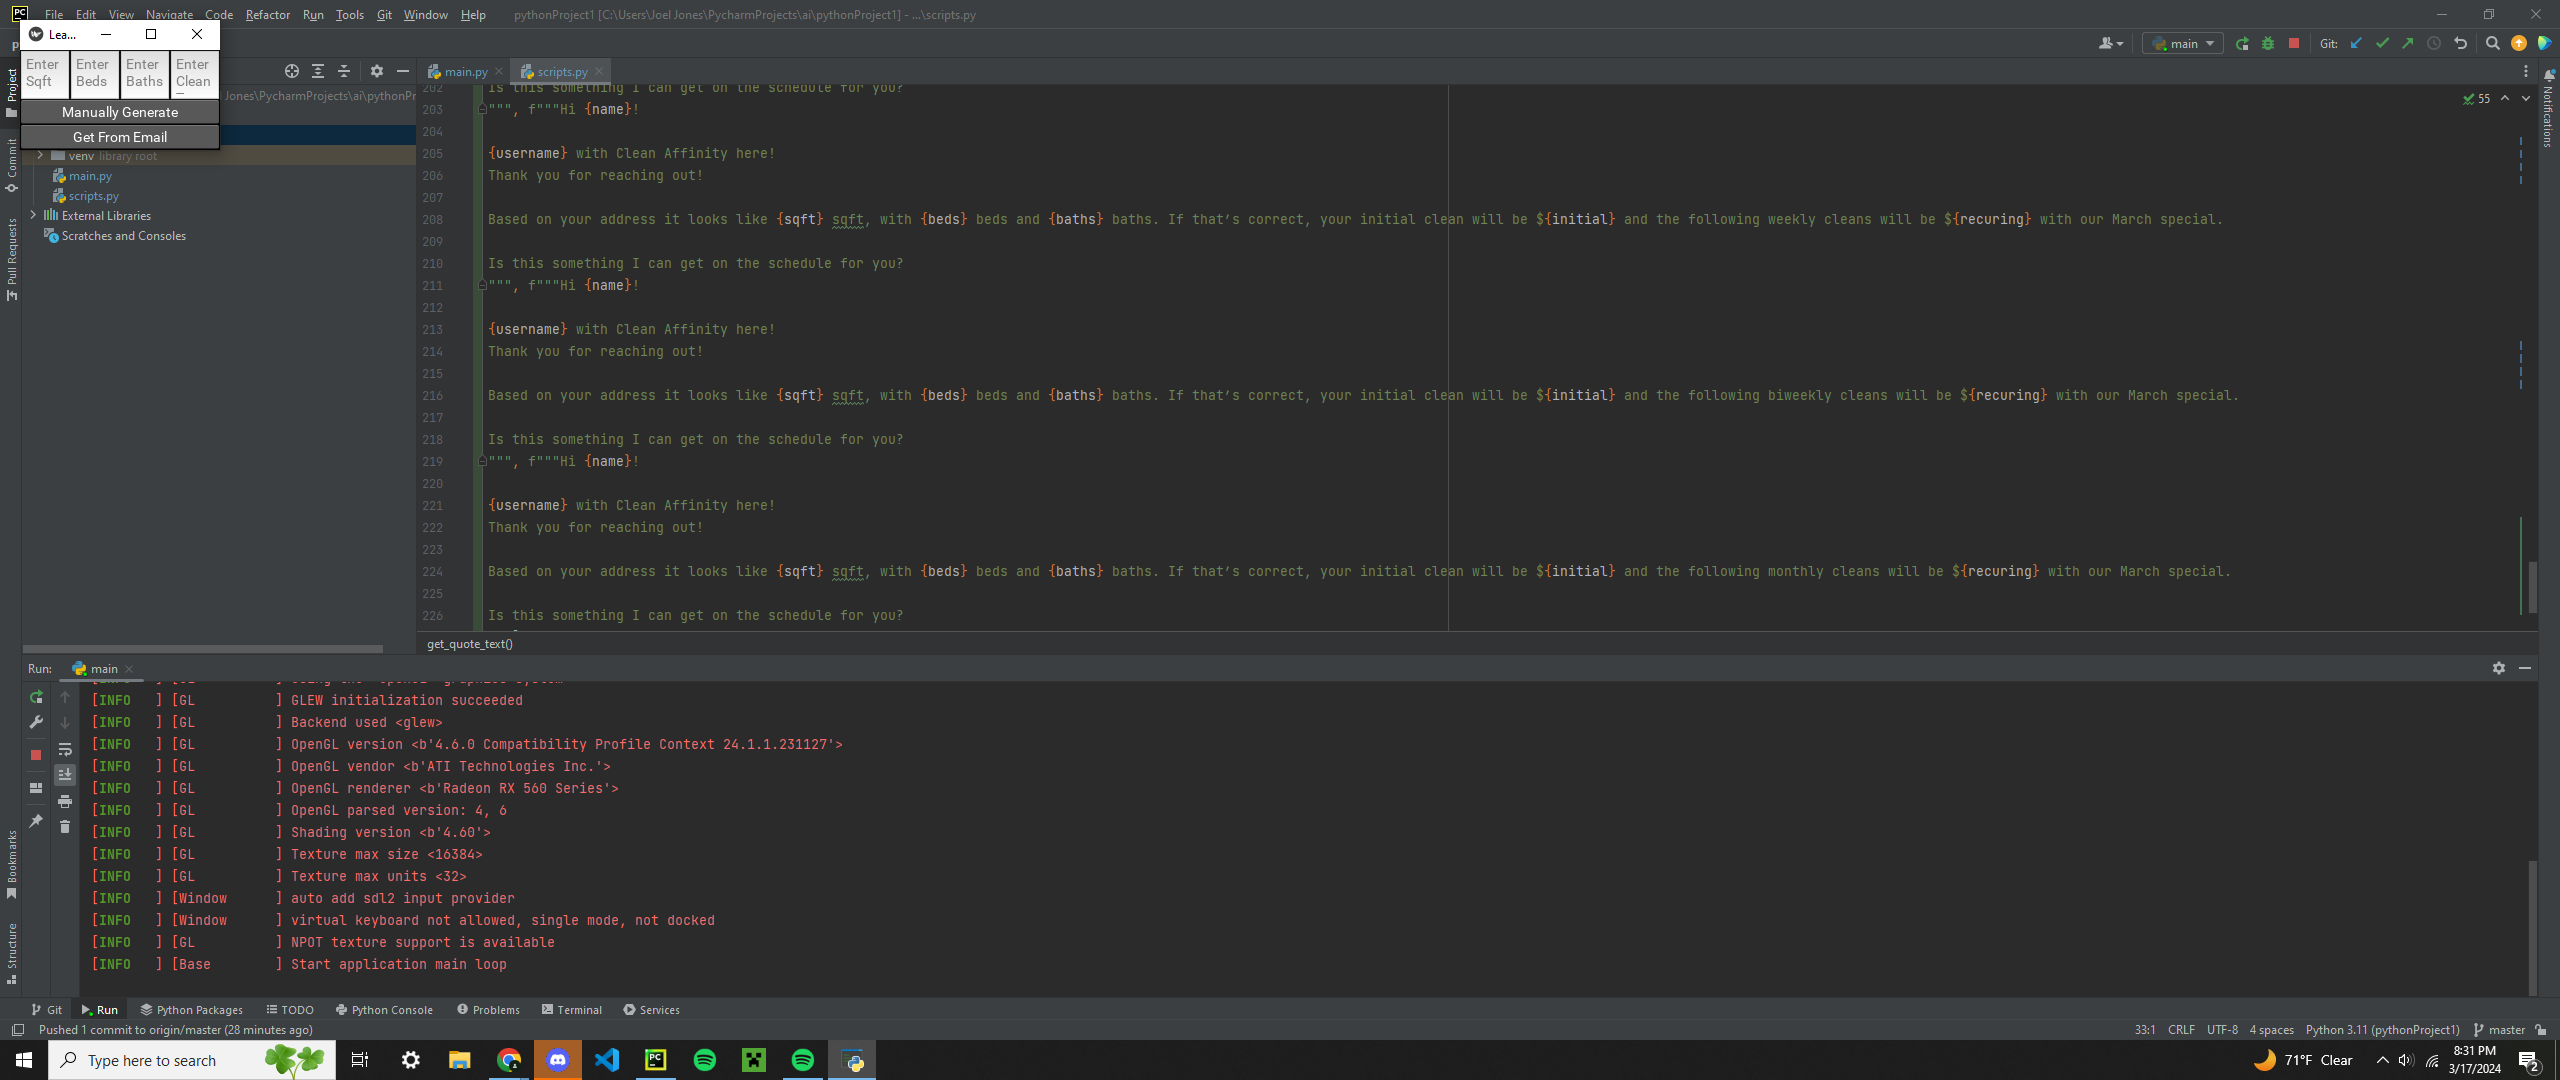 PC File Edit View Navigate Code Refactor Run Tools Git Window Help pythonProject1 [C:\Users\Joel Jones\PycharmProjects\ai\pythonProject1] - ...\scripts.py
Lea...
Enter Sqft
Enter Beds
Enter Baths
Enter Clean
Manually Generate
Get From Email
main
Git:
Project
Jones\PycharmProjects\ai\pythonPr
venv library root
main.py
scripts.py
External Libraries
Scratches and Consoles
Commit
Pull Requests
Bookmarks
Structure
Notifications
main.py
scripts.py
55
202 Is this something I can get on the schedule for you?
203 """, f"""Hi {name}!
204
205 {username} with Clean Affinity here!
206 Thank you for reaching out!
207
208 Based on your address it looks like {sqft} sqft, with {beds} beds and {baths} baths. If that’s correct, your initial clean will be ${initial} and the following weekly cleans will be ${recuring} with our March special.
209
210 Is this something I can get on the schedule for you?
211 """, f"""Hi {name}!
212
213 {username} with Clean Affinity here!
214 Thank you for reaching out!
215
216 Based on your address it looks like {sqft} sqft, with {beds} beds and {baths} baths. If that’s correct, your initial clean will be ${initial} and the following biweekly cleans will be ${recuring} with our March special.
217
218 Is this something I can get on the schedule for you?
219 """, f"""Hi {name}!
220
221 {username} with Clean Affinity here!
222 Thank you for reaching out!
223
224 Based on your address it looks like {sqft} sqft, with {beds} beds and {baths} baths. If that’s correct, your initial clean will be ${initial} and the following monthly cleans will be ${recuring} with our March special.
225
226 Is this something I can get on the schedule for you?
get_quote_text()
Run: main
[INFO ] [GL ] GLEW initialization succeeded
[INFO ] [GL ] Backend used <glew>
[INFO ] [GL ] OpenGL version <b'4.6.0 Compatibility Profile Context 24.1.1.231127'>
[INFO ] [GL ] OpenGL vendor <b'ATI Technologies Inc.'>
[INFO ] [GL ] OpenGL renderer <b'Radeon RX 560 Series'>
[INFO ] [GL ] OpenGL parsed version: 4, 6
[INFO ] [GL ] Shading version <b'4.60'>
[INFO ] [GL ] Texture max size <16384>
[INFO ] [GL ] Texture max units <32>
[INFO ] [Window ] auto add sdl2 input provider
[INFO ] [Window ] virtual keyboard not allowed, single mode, not docked
[INFO ] [GL ] NPOT texture support is available
[INFO ] [Base ] Start application main loop
Git Run Python Packages TODO Python Console Problems Terminal Services
Pushed 1 commit to origin/master (28 minutes ago)
33:1 CRLF UTF-8 4 spaces Python 3.11 (pythonProject1) master
Type here to search
PC
71°F Clear
8:31 PM
3/17/2024
2